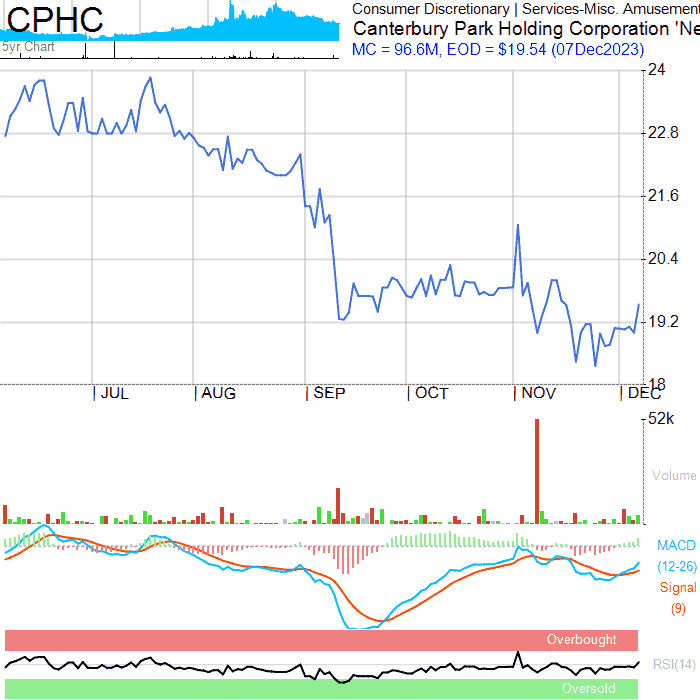 CPHC
5yr Chart
Consumer Discretionary | Services-Misc. Amusement
Canterbury Park Holding Corporation 'Ne
MC = 96.6M, EOD = $19.54 (07Dec2023)
24
22.8
21.6
20.4
19.2
18
JUL
AUG
SEP
OCT
NOV
DEC
52k
Volume
MACD
(12-26)
Signal
(9)
Overbought
RSI(14)
Oversold